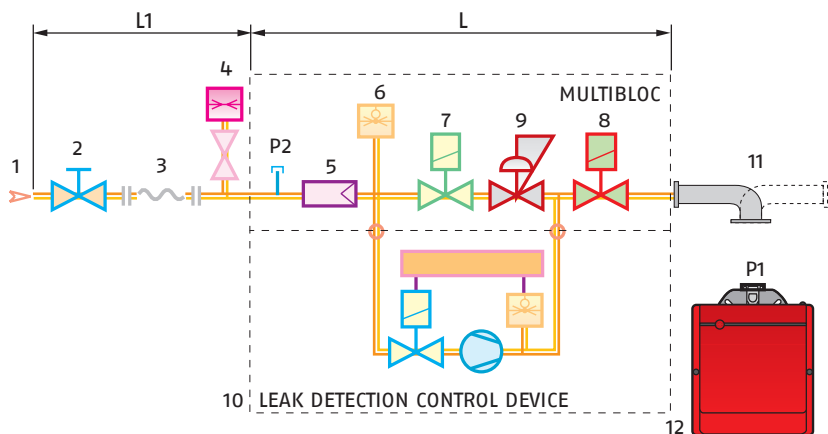 L1
L
4
MULTIBLOC
6
7
9
8
2
P2
1
3
5
11
P1
10
LEAK DETECTION CONTROL DEVICE
12